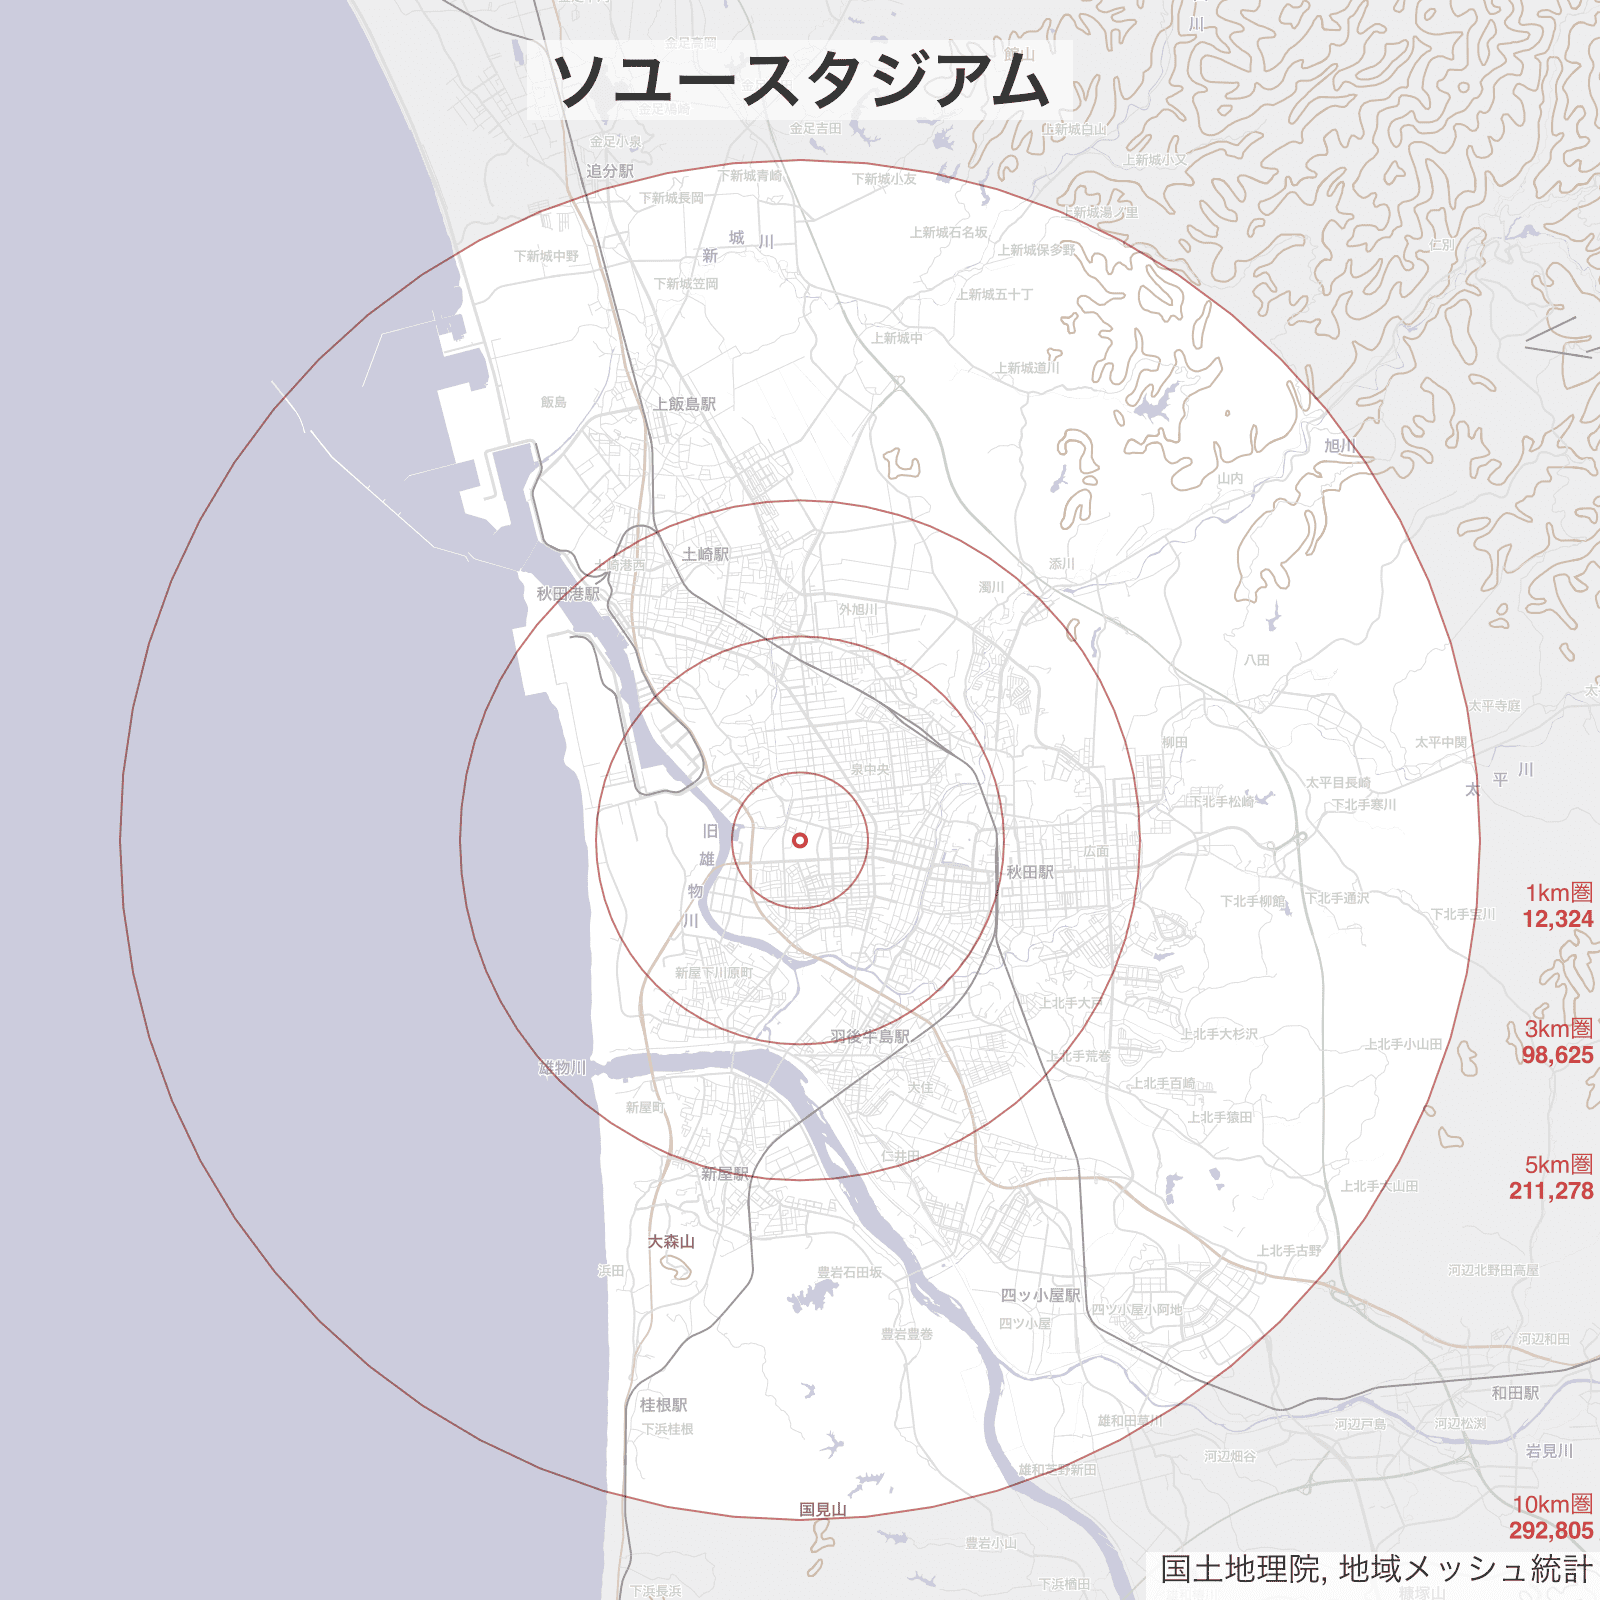 金足高岡
館山
川
ソユースタジアム
金足鳰崎
金足小泉
金足吉田
上新城白山
追分駅
上新城小又
下新城青崎
下新城小友
下新城長岡
上新城湯ノ里
新城川
上新城石名坂
下新城中野
上新城保多野
仁別
下新城笠岡
上新城五十丁
上新城中
上新城道川
飯島
上飯島駅
旭川
山内
土崎駅
土崎港西
添川
秋田港駅
濁川
外旭川
八田
太平寺庭
柳田
太平中関
泉中央
太平川
太平目長崎
下北手松崎
下北手寒川
旧雄物川
広面
秋田駅
1km圏
12,324
下北手柳館
下北手通沢
下北手宝川
新屋下川原町
上北手大戸
3km圏
98,625
羽後牛島駅
上北手大杉沢
上北手小山田
上北手荒巻
雄物川
大住
上北手百崎
新屋町
上北手猿田
仁井田
新屋駅
5km圏
211,278
上北手大山田
大森山
上北手古野
浜田
豊岩石田坂
河辺北野田高屋
四ッ小屋駅
四ツ小屋小阿地
四ツ小屋
豊岩豊巻
河辺和田
和田駅
桂根駅
下浜桂根
雄和田草川
河辺戸島
河辺松渕
岩見川
河辺畑谷
雄和芝野新田
国見山
10km圏
292,805
豊岩小山
国土地理院, 地域メッシュ統計
下浜長浜
下浜楢田
糠塚山